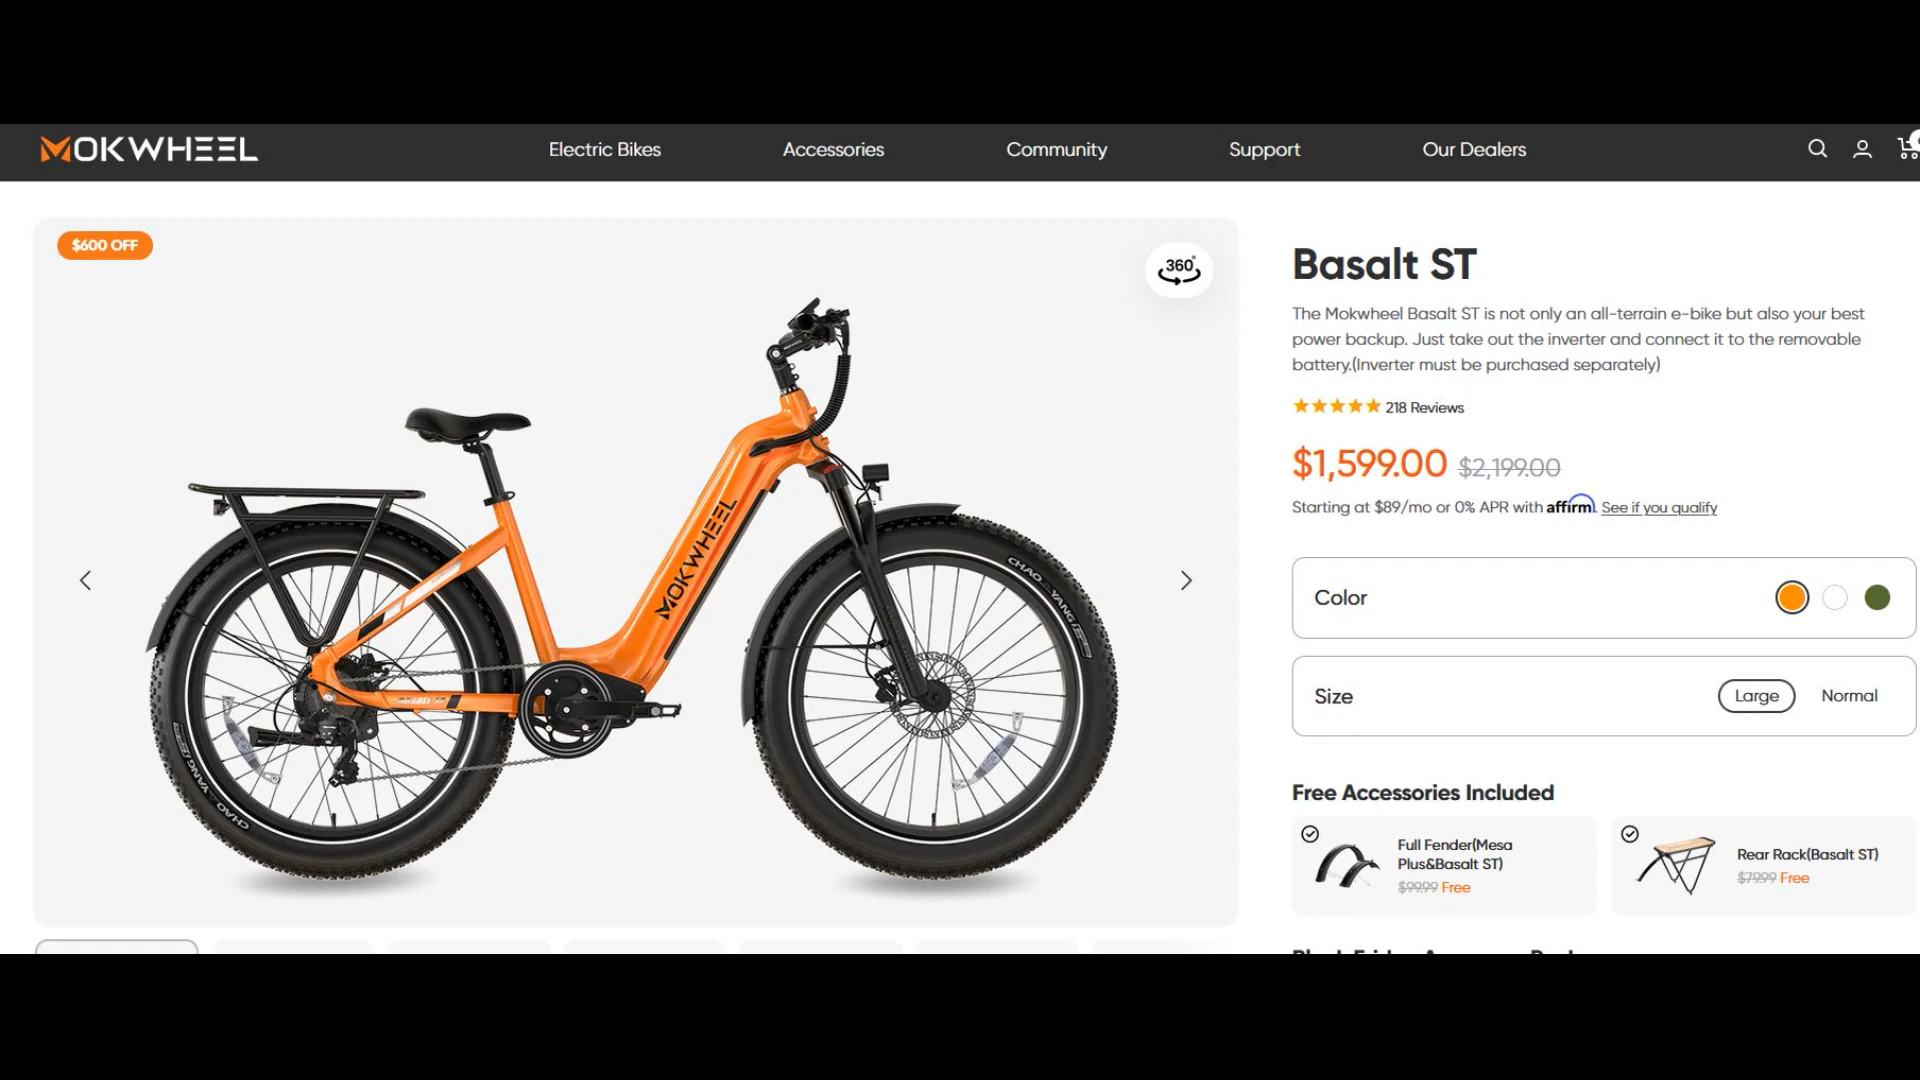 MOKWHEEL
Electric Bikes
Accessories
Community
Support
Our Dealers
$600 OFF
360°
MOKWHEEL
CHAO YANG
CHAO YANG
Basalt ST
The Mokwheel Basalt ST is not only an all-terrain e-bike but also your best
power backup. Just take out the inverter and connect it to the removable
battery.(Inverter must be purchased separately)
218 Reviews
$1,599.00 $2,199.00
Starting at $89/mo or 0% APR with affirm. See if you qualify
Color
Size
Large
Normal
Free Accessories Included
Full Fender(Mesa
Plus&Basalt ST)
$99.99 Free
Rear Rack(Basalt ST)
$79.99 Free